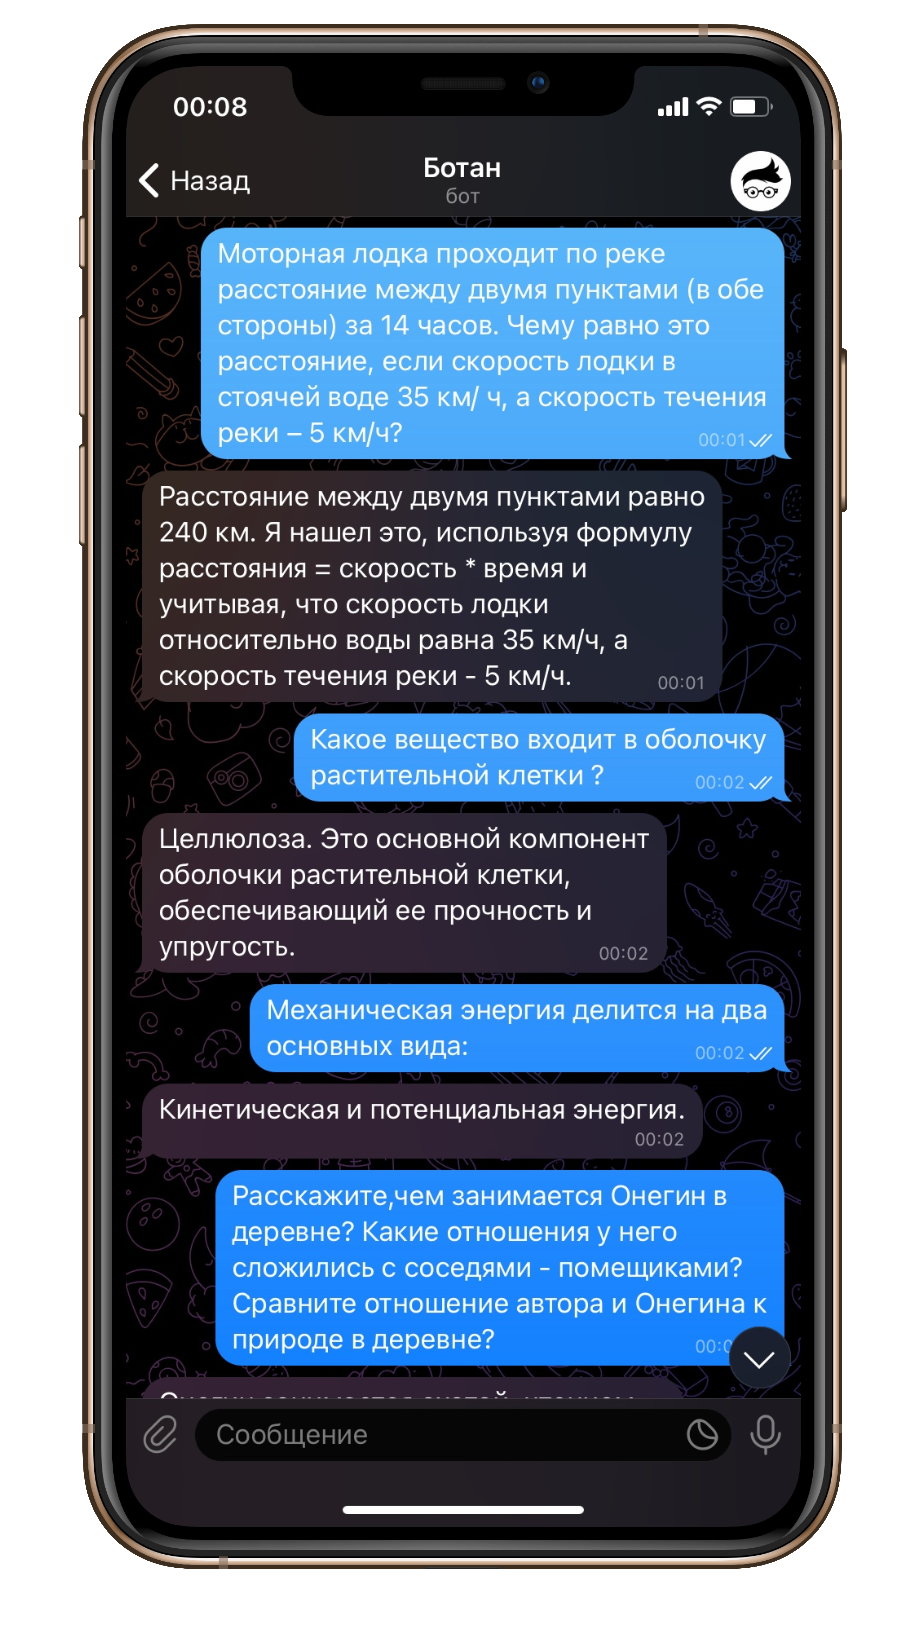 00:08
Назад
Ботан
бот
Моторная лодка проходит по реке
расстояние между двумя пунктами (в обе
стороны) за 14 часов. Чему равно это
расстояние, если скорость лодки в
стоячей воде 35 км/ ч, а скорость течения
реки – 5 км/ч?
00:01
Расстояние между двумя пунктами равно
240 км. Я нашел это, используя формулу
расстояния = скорость * время и
учитывая, что скорость лодки
относительно воды равна 35 км/ч, а
скорость течения реки - 5 км/ч.
00:01
Какое вещество входит в оболочку
растительной клетки ?
00:02
Целлюлоза. Это основной компонент
оболочки растительной клетки,
обеспечивающий ее прочность и
упругость.
00:02
Механическая энергия делится на два
основных вида:
00:02
Кинетическая и потенциальная энергия.
00:02
Расскажите,чем занимается Онегин в
деревне? Какие отношения у него
сложились с соседями - помещиками?
Сравните отношение автора и Онегина к
природе в деревне?
Сообщение